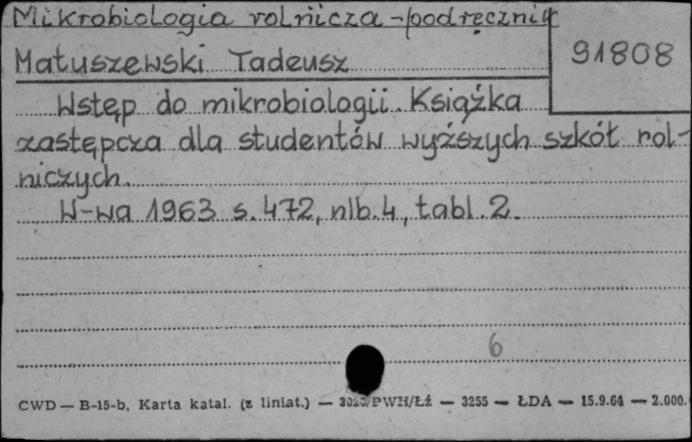 Mikrobiologia rolnicza-podręcznik
91808
Matuszewski Tadeusz
Wstęp do mikrobiologii. Książka
zastępcza dla studentów wyższych szkół rol-
niczych.
W-wa 1963 s. 472, nlb. 4, tabl. 2.
6
CWD — B-15-b, Karta katal. (z liniat.) — PWH/Łź — 3255 — ŁDA — 15.9.64 — 2.000.